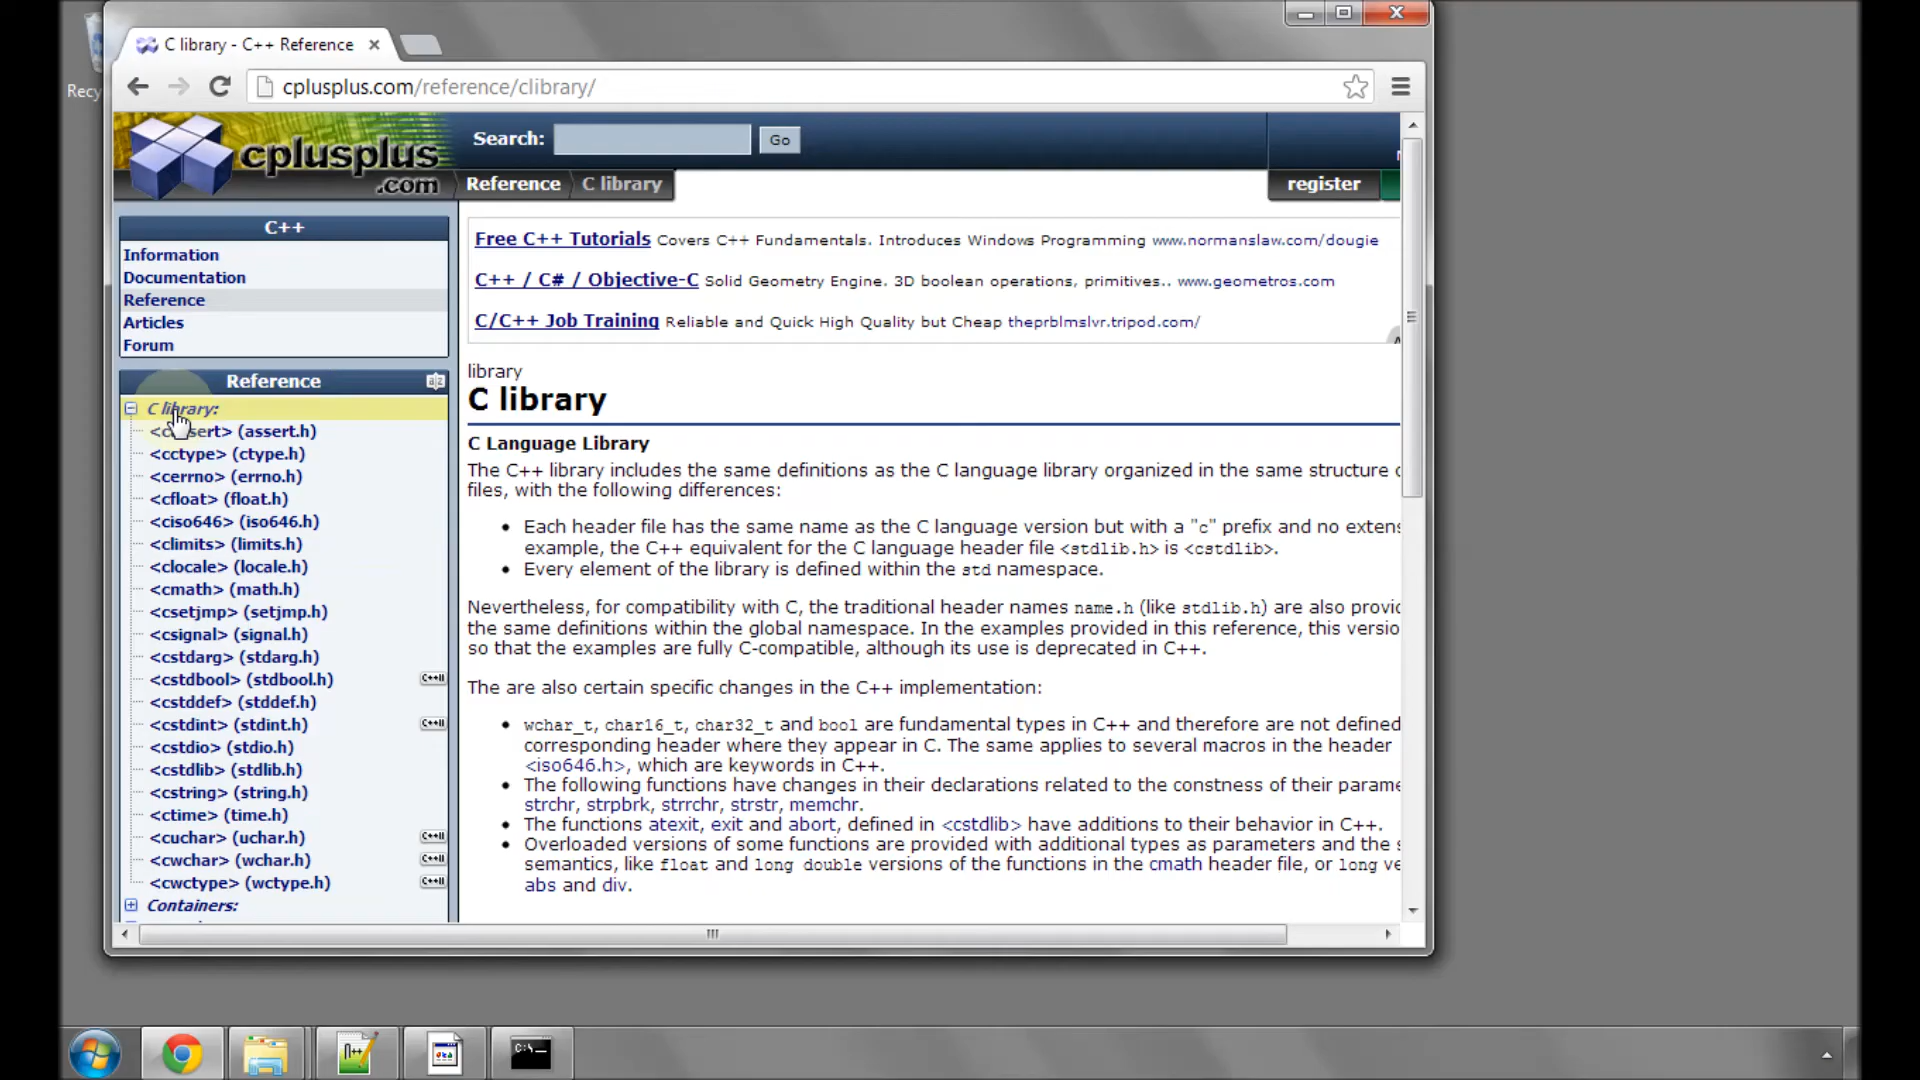 C library - C++ Reference
Recy
cplusplus.com/reference/clibrary/
cplusplus
.com
Search:
Go
Reference
C library
register
C++
Information
Documentation
Reference
Articles
Forum
Reference
C library:
(assert.h)
<cctype> (ctype.h)
<cerrno> (errno.h)
<cfloat> (float.h)
<ciso646> (iso646.h)
<climits> (limits.h)
<clocale> (locale.h)
<cmath> (math.h)
<csetjmp> (setjmp.h)
<csignal> (signal.h)
<cstdarg> (stdarg.h)
<cstdbool> (stdbool.h) C++11
<cstddef> (stddef.h)
<cstdint> (stdint.h) C++11
<cstdio> (stdio.h)
<cstdlib> (stdlib.h)
<cstring> (string.h)
<ctime> (time.h)
<cuchar> (uchar.h) C++11
<cwchar> (wchar.h) C++11
<cwctype> (wctype.h) C++11
Containers:
Free C++ Tutorials Covers C++ Fundamentals. Introduces Windows Programming www.normanslaw.com/dougie
C++ / C# / Objective-C Solid Geometry Engine. 3D boolean operations, primitives.. www.geometros.com
C/C++ Job Training Reliable and Quick High Quality but Cheap theprblmslvr.tripod.com/
library
C library
C Language Library
The C++ library includes the same definitions as the C language library organized in the same structure
files, with the following differences:
Each header file has the same name as the C language version but with a "c" prefix and no extens
example, the C++ equivalent for the C language header file <stdlib.h> is <cstdlib>.
Every element of the library is defined within the std namespace.
Nevertheless, for compatibility with C, the traditional header names name.h (like stdlib.h) are also provic
the same definitions within the global namespace. In the examples provided in this reference, this versio
so that the examples are fully C-compatible, although its use is deprecated in C++.
The are also certain specific changes in the C++ implementation:
wchar_t, char16_t, char32_t and bool are fundamental types in C++ and therefore are not defined
corresponding header where they appear in C. The same applies to several macros in the header
<iso646.h>, which are keywords in C++.
The following functions have changes in their declarations related to the constness of their parame
strchr, strpbrk, strrchr, strstr, memchr.
The functions atexit, exit and abort, defined in <cstdlib> have additions to their behavior in C++.
Overloaded versions of some functions are provided with additional types as parameters and the s
semantics, like float and long double versions of the functions in the cmath header file, or long ve
abs and div.